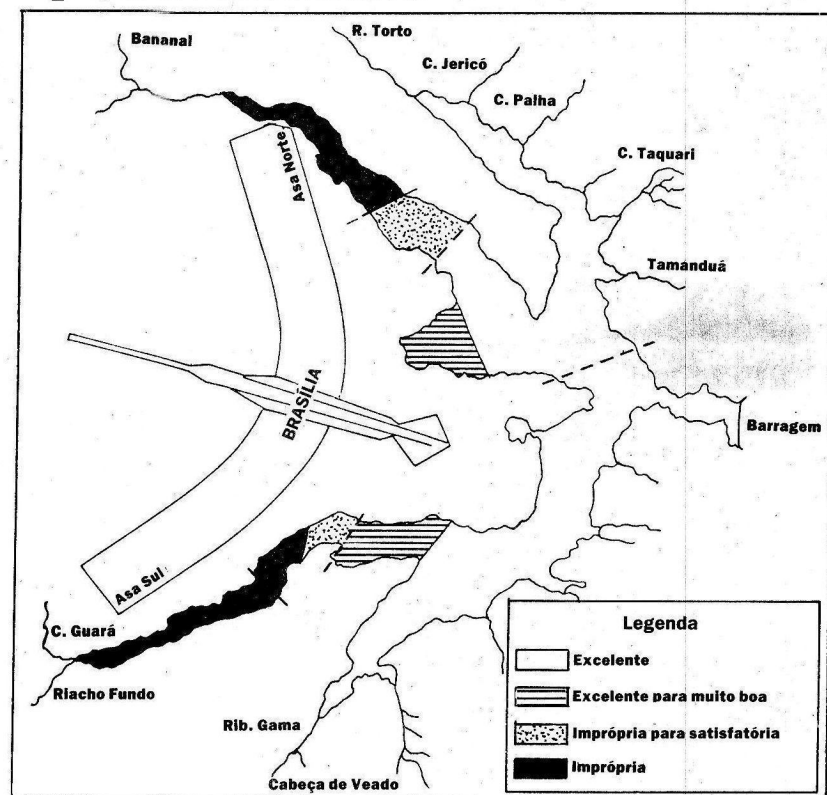 Bananal
R. Torto
C. Jericó
C. Palha
C. Taquari
Asa Norte
Tamanduá
BRASÍLIA
Barragem
Asa Sul
C. Guará
Riacho Fundo
Rib. Gama
Cabeça de Veado
Legenda
Excelente
Excelente para muito boa
Imprópria para satisfatória
Imprópria